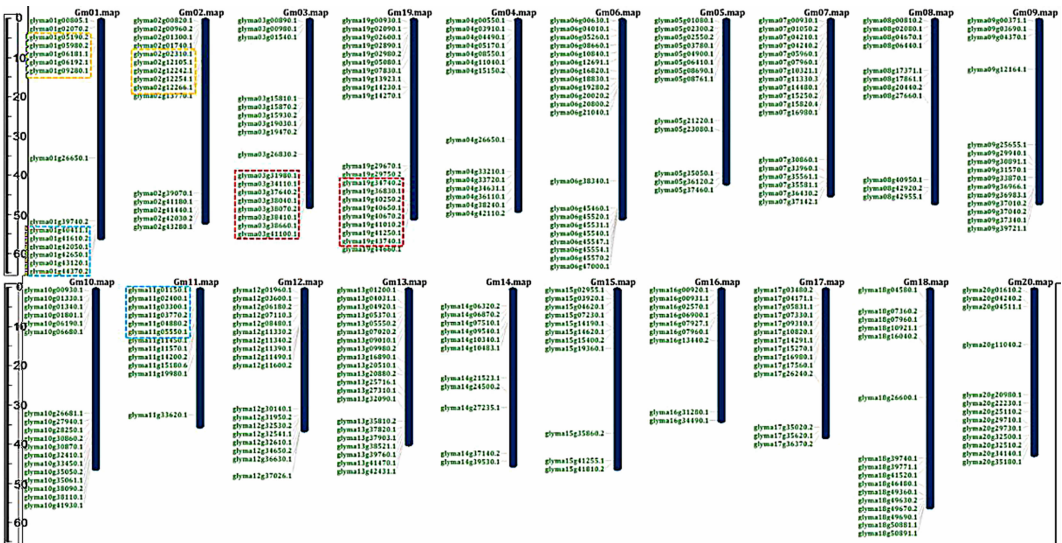 Gm01.map
glyma01g00805.1
glyma01g05190.2
glyma01g05980.2
glyma01g06181.1
glyma01g06192.1
glyma01g09280.1
glyma01g26650.1
glyma01g39740.2
glyma01g40411.1
glyma01g41610.2
glyma01g42050.1
glyma01g42650.1
glyma01g43120.1
glyma01g44370.2
Gm02.map
glyma02g00820.1
glyma02g00960.2
glyma02g01300.1
glyma02g01740.1
glyma02g02310.1
glyma02g12105.1
glyma02g12242.1
glyma02g12254.1
glyma02g12266.1
glyma02g39070.1
glyma02g41180.1
glyma02g41440.1
glyma02g42030.2
glyma02g43280.1
Gm03.map
glyma03g00890.1
glyma03g00980.1
glyma03g01540.1
glyma03g15810.1
glyma03g15870.2
glyma03g15930.2
glyma03g19030.1
glyma03g19470.2
glyma03g26830.2
glyma03g31980.1
glyma03g34110.1
glyma03g37640.2
glyma03g38040.1
glyma03g38070.2
glyma03g38410.1
glyma03g38660.1
glyma03g41100.1
Gm19.map
glyma19g00930.1
glyma19g02090.1
glyma19g02600.1
glyma19g02890.1
glyma19g02980.2
glyma19g05080.1
glyma19g07830.1
glyma19g13921.1
glyma19g14230.1
glyma19g14270.1
glyma19g29670.1
glyma19g29750.2
glyma19g34740.2
glyma19g36830.1
glyma19g40250.1
glyma19g40650.1
glyma19g40670.2
glyma19g41010.2
glyma19g41250.1
glyma19g43740.1
glyma19g44680.1
Gm04.map
glyma04g00550.1
glyma04g03910.1
glyma04g04490.1
glyma04g05170.1
glyma04g08550.1
glyma04g11040.1
glyma04g15150.2
glyma04g26650.1
glyma04g33210.1
glyma04g33720.1
glyma04g34631.1
glyma04g38240.1
glyma04g42110.2
Gm06.map
glyma06g00630.1
glyma06g04010.1
glyma06g05260.1
glyma06g08660.1
glyma06g10840.1
glyma06g12691.1
glyma06g16820.1
glyma06g18830.1
glyma06g19280.2
glyma06g20020.2
glyma06g20800.2
glyma06g21040.1
glyma06g38340.1
glyma06g45460.1
glyma06g45520.1
glyma06g45531.1
glyma06g45540.1
glyma06g45547.1
glyma06g45554.1
glyma06g45570.2
glyma06g47000.1
Gm05.map
glyma05g01080.1
glyma05g02300.2
glyma05g02550.2
glyma05g03780.1
glyma05g04900.1
glyma05g06410.1
glyma05g08690.1
glyma05g08761.1
glyma05g21220.1
glyma05g23080.1
glyma05g35050.1
glyma05g36120.2
glyma05g37460.1
Gm07.map
glyma07g00930.1
glyma07g01050.2
glyma07g04210.1
glyma07g04240.2
glyma07g05960.1
glyma07g07960.1
glyma07g10321.1
glyma07g11330.3
glyma07g14480.1
glyma07g15250.2
glyma07g15820.4
glyma07g16980.1
glyma07g30860.1
glyma07g33960.1
glyma07g35561.1
glyma07g35581.1
glyma07g36430.2
glyma07g37142.1
Gm08.map
glyma08g00810.2
glyma08g02080.1
glyma08g04670.1
glyma08g06440.1
glyma08g17371.1
glyma08g17861.1
glyma08g20440.2
glyma08g27660.1
glyma08g40950.1
glyma08g42920.2
glyma08g42955.1
Gm09.map
glyma09g00371.1
glyma09g03690.1
glyma09g04370.1
glyma09g12164.1
glyma09g25655.1
glyma09g29940.1
glyma09g30891.1
glyma09g31570.1
glyma09g33870.1
glyma09g36966.1
glyma09g36983.1
glyma09g37010.2
glyma09g37040.2
glyma09g37340.1
glyma09g39721.1
0
10
20
30
40
50
60
Gm10.map
glyma10g00930.1
glyma10g01330.1
glyma10g01340.1
glyma10g01801.1
glyma10g06190.1
glyma10g06680.1
glyma10g26681.1
glyma10g27940.1
glyma10g28250.1
glyma10g30860.2
glyma10g30870.1
glyma10g32410.1
glyma10g33450.1
glyma10g35050.2
glyma10g35061.1
glyma10g38090.2
glyma10g38110.1
glyma10g41930.1
Gm11.map
glyma11g01150.1
glyma11g02400.1
glyma11g03300.1
glyma11g03770.2
glyma11g04880.2
glyma11g05550.1
glyma11g11570.1
glyma11g14200.2
glyma11g15180.6
glyma11g19980.1
glyma11g33620.1
Gm12.map
glyma12g01960.1
glyma12g03600.1
glyma12g06180.2
glyma12g07110.3
glyma12g08480.1
glyma12g11330.2
glyma12g11340.2
glyma12g11390.1
glyma12g11490.1
glyma12g11600.2
glyma12g30140.1
glyma12g31950.2
glyma12g32530.2
glyma12g32541.1
glyma12g32610.2
glyma12g34650.2
glyma12g36630.1
glyma12g37026.1
Gm13.map
glyma13g01200.1
glyma13g04031.1
glyma13g04920.1
glyma13g05370.1
glyma13g05550.2
glyma13g07020.2
glyma13g09010.1
glyma13g09980.1
glyma13g16890.1
glyma13g20510.1
glyma13g20880.2
glyma13g25716.1
glyma13g27310.1
glyma13g32090.1
glyma13g35810.1
glyma13g37820.1
glyma13g37903.1
glyma13g38521.1
glyma13g39760.1
glyma13g41470.1
glyma13g42431.1
Gm14.map
glyma14g06320.2
glyma14g06870.2
glyma14g07510.1
glyma14g09540.1
glyma14g10340.1
glyma14g10483.1
glyma14g21523.1
glyma14g24500.2
glyma14g27235.1
glyma14g37140.2
glyma14g39530.1
Gm15.map
glyma15g02955.1
glyma15g03920.1
glyma15g04620.1
glyma15g07230.1
glyma15g14190.1
glyma15g14620.1
glyma15g15400.2
glyma15g19360.1
glyma15g35860.2
glyma15g41255.1
glyma15g41810.2
Gm16.map
glyma16g00920.1
glyma16g00931.1
glyma16g02570.1
glyma16g06900.1
glyma16g07927.1
glyma16g07960.2
glyma16g13440.2
glyma16g31280.1
glyma16g34490.1
Gm17.map
glyma17g03480.2
glyma17g04171.1
glyma17g05831.1
glyma17g07330.1
glyma17g09310.1
glyma17g10820.1
glyma17g14291.1
glyma17g15270.1
glyma17g16980.1
glyma17g17560.1
glyma17g26240.2
glyma17g35020.2
glyma17g35620.1
glyma17g36370.2
Gm18.map
glyma18g04580.1
glyma18g07360.2
glyma18g07960.1
glyma18g10921.1
glyma18g16040.2
glyma18g26600.1
glyma18g39740.1
glyma18g39771.1
glyma18g41520.1
glyma18g46480.1
glyma18g49360.1
glyma18g49630.2
glyma18g49670.2
glyma18g49690.1
glyma18g50881.1
glyma18g50881.1
Gm20.map
glyma20g01610.2
glyma20g04240.2
glyma20g04511.1
glyma20g11040.2
glyma20g20980.1
glyma20g22230.1
glyma20g25110.2
glyma20g29710.1
glyma20g29730.1
glyma20g32500.1
glyma20g32510.1
glyma20g34140.1
glyma20g35180.1
0
10
20
30
40
50
60